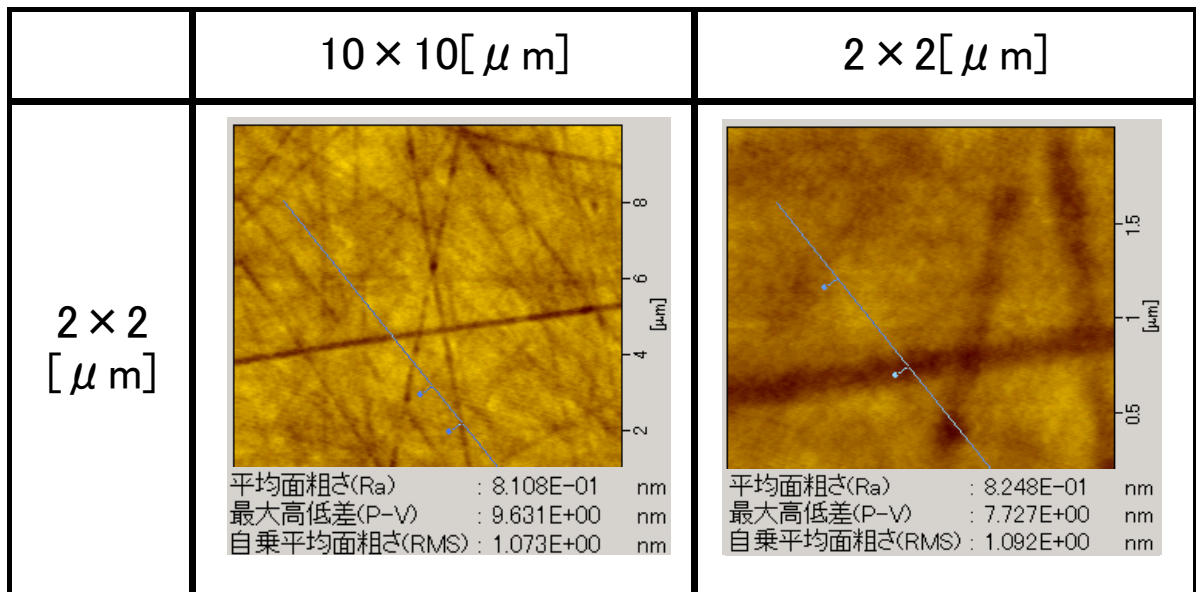 10×10[μm]
2×2[μm]
2×2
[μm]
8
6
[μm]
4
2
平均面粗さ(Ra) : 8.108E-01 nm
最大高低差(P-V) : 9.631E+00 nm
自乗平均面粗さ(RMS) : 1.073E+00 nm
1.5
1
[μm]
0.5
平均面粗さ(Ra) : 8.248E-01 nm
最大高低差(P-V) : 7.727E+00 nm
自乗平均面粗さ(RMS) : 1.092E+00 nm